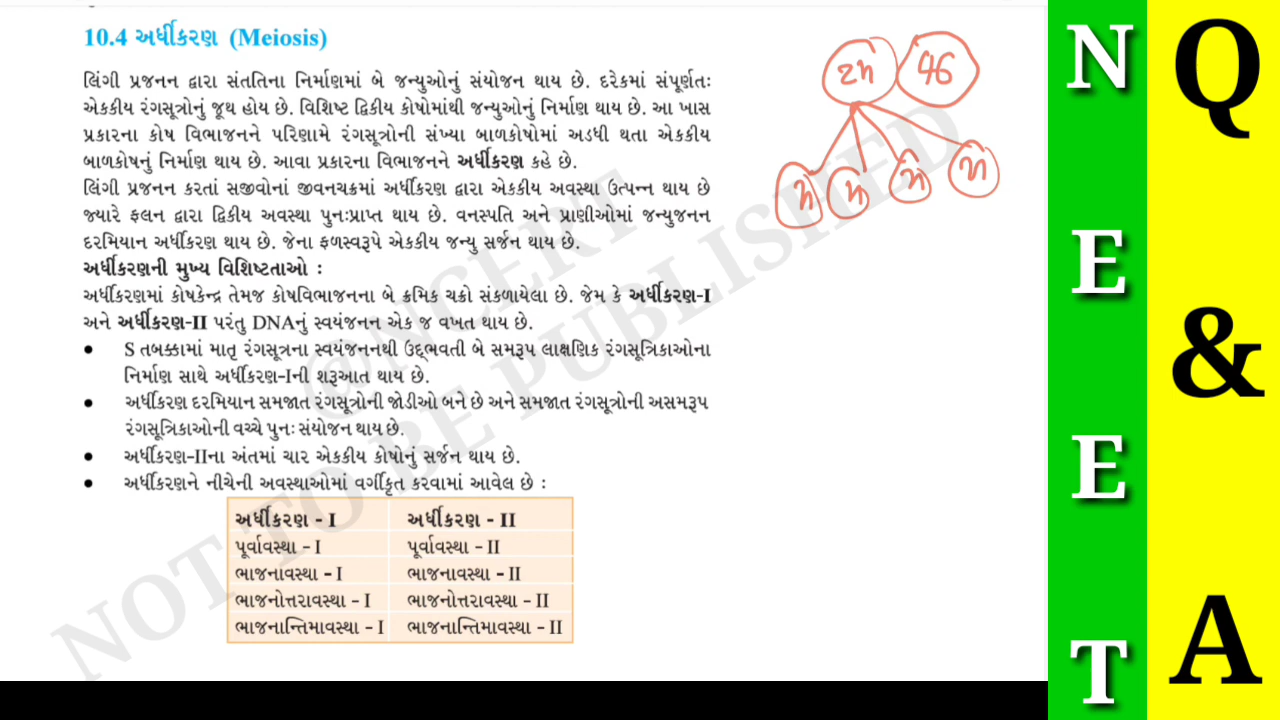 10.4 અર્ધીકરણ (Meiosis)
લિંગી પ્રજનન દ્વારા સંતતિના નિર્માણમાં બે જન્યુઓનું સંયોજન થાય છે. દરેકમાં સંપૂર્ણતઃ
એકકીય રંગસૂત્રોનું જૂથ હોય છે. વિશિષ્ટ દ્વિકીય કોષોમાંથી જન્યુઓનું નિર્માણ થાય છે. આ ખાસ
પ્રકારના કોષ વિભાજનને પરિણામે રંગસૂત્રોની સંખ્યા બાળકોષોમાં અડધી થતા એકકીય
બાળકોષનું નિર્માણ થાય છે. આવા પ્રકારના વિભાજનને અર્ધીકરણ કહે છે.
લિંગી પ્રજનન કરતાં સજીવોનાં જીવનચક્રમાં અર્ધીકરણ દ્વારા એકકીય અવસ્થા ઉત્પન્ન થાય છે
જ્યારે ફલન દ્વારા દ્વિકીય અવસ્થા પુનઃપ્રાપ્ત થાય છે. વનસ્પતિ અને પ્રાણીઓમાં જન્યુજનન
દરમિયાન અર્ધીકરણ થાય છે. જેના ફળસ્વરૂપે એકકીય જન્યુ સર્જન થાય છે.
અર્ધીકરણની મુખ્ય વિશિષ્ટતાઓ :
અર્ધીકરણમાં કોષકેન્દ્ર તેમજ કોષવિભાજનના બે ક્રમિક ચક્રો સંકળાયેલા છે. જેમ કે અર્ધીકરણ-I
અને અર્ધીકરણ-II પરંતુ DNAનું સ્વયંજનન એક જ વખત થાય છે.
● S તબક્કામાં માતૃ રંગસૂત્રના સ્વયંજનનથી ઉદ્ભવતી બે સમરૂપ લાક્ષણિક રંગસૂત્રિકાઓના
નિર્માણ સાથે અર્ધીકરણ-Iની શરૂઆત થાય છે.
● અર્ધીકરણ દરમિયાન સમજાત રંગસૂત્રોની જોડીઓ બને છે અને સમજાત રંગસૂત્રોની અસમરૂપ
રંગસૂત્રિકાઓની વચ્ચે પુનઃ સંયોજન થાય છે.
● અર્ધીકરણ-IIના અંતમાં ચાર એકકીય કોષોનું સર્જન થાય છે.
● અર્ધીકરણને નીચેની અવસ્થાઓમાં વર્ગીકૃત કરવામાં આવેલ છે :
અર્ધીકરણ - I અર્ધીકરણ - II
પૂર્વાવસ્થા - I પૂર્વાવસ્થા - II
ભાજનાવસ્થા - I ભાજનાવસ્થા - II
ભાજનોત્તરાવસ્થા - I ભાજનોત્તરાવસ્થા - II
ભાજનાન્તિમાવસ્થા - I ભાજનાન્તિમાવસ્થા - II
2n 46
n n n n
@NCERT
NOT TO BE PUBLISHED
NEET
Q & A